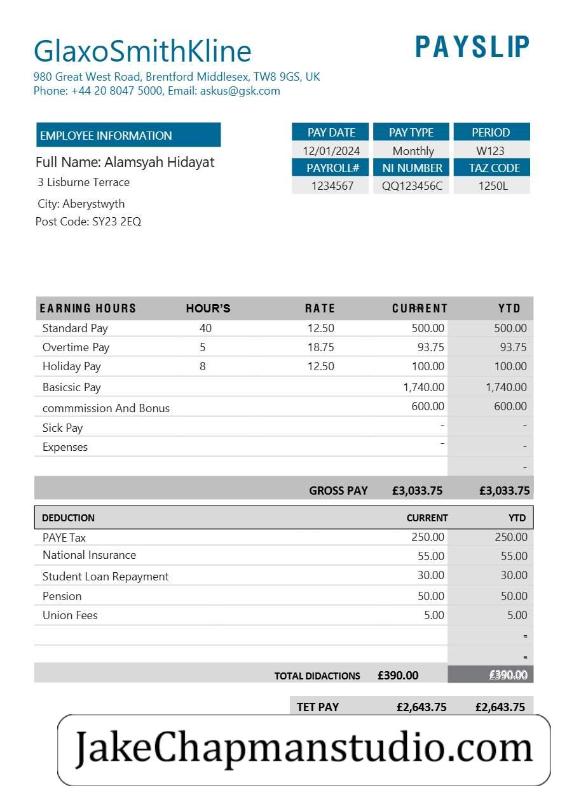 GlaxoSmithKline
PAYSLIP
980 Great West Road, Brentford Middlesex, TW8 9GS, UK
Phone: +44 20 8047 5000, Email: askus@gsk.com
EMPLOYEE INFORMATION
PAY DATE PAY TYPE PERIOD
12/01/2024 Monthly W123
Full Name: Alamsyah Hidayat
PAYROLL# NI NUMBER TAZ CODE
3 Lisburne Terrace
1234567 QQ123456C 1250L
City: Aberystwyth
Post Code: SY23 2EQ
EARNING HOURS HOUR'S RATE CURRENT YTD
Standard Pay 40 12.50 500.00 500.00
Overtime Pay 5 18.75 93.75 93.75
Holiday Pay 8 12.50 100.00 100.00
Basicsic Pay 1,740.00 1,740.00
commmission And Bonus 600.00 600.00
Sick Pay - -
Expenses - -
-
GROSS PAY £3,033.75 £3,033.75
DEDUCTION CURRENT YTD
PAYE Tax 250.00 250.00
National Insurance 55.00 55.00
Student Loan Repayment 30.00 30.00
Pension 50.00 50.00
Union Fees 5.00 5.00
-
-
TOTAL DIDACTIONS £390.00 £390.00
TET PAY £2,643.75 £2,643.75
JakeChapmanstudio.com